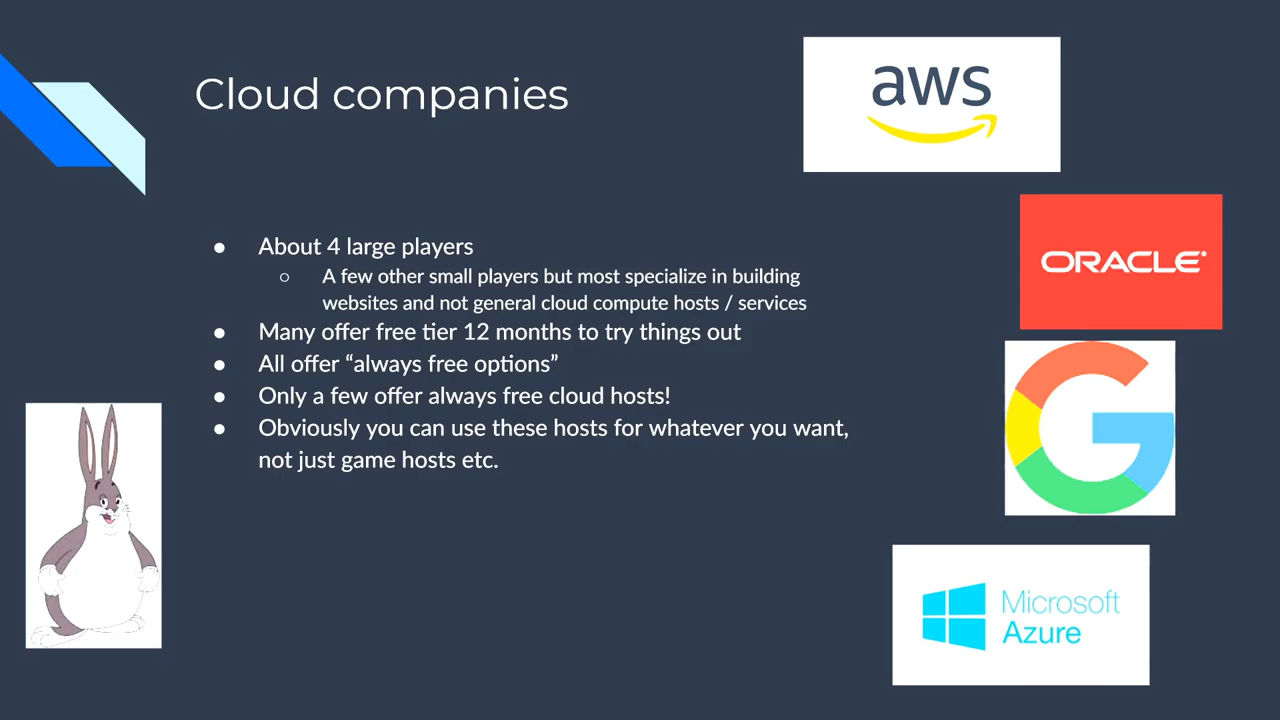 Cloud companies
aws
ORACLE®
● About 4 large players
○ A few other small players but most specialize in building
websites and not general cloud compute hosts / services
● Many offer free tier 12 months to try things out
● All offer “always free options”
● Only a few offer always free cloud hosts!
● Obviously you can use these hosts for whatever you want,
not just game hosts etc.
G
Microsoft
Azure